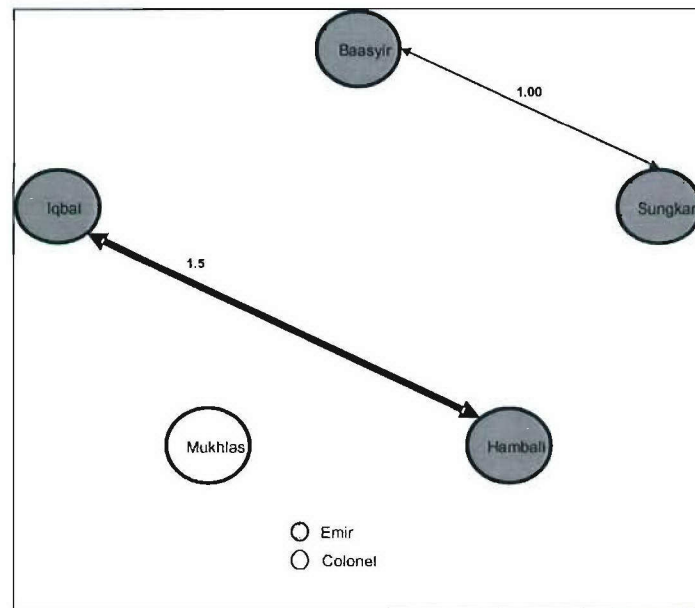 Baasyir
1.00
Iqbal
Sungkar
1.5
Mukhlas
Hambali
Emir
Colonel